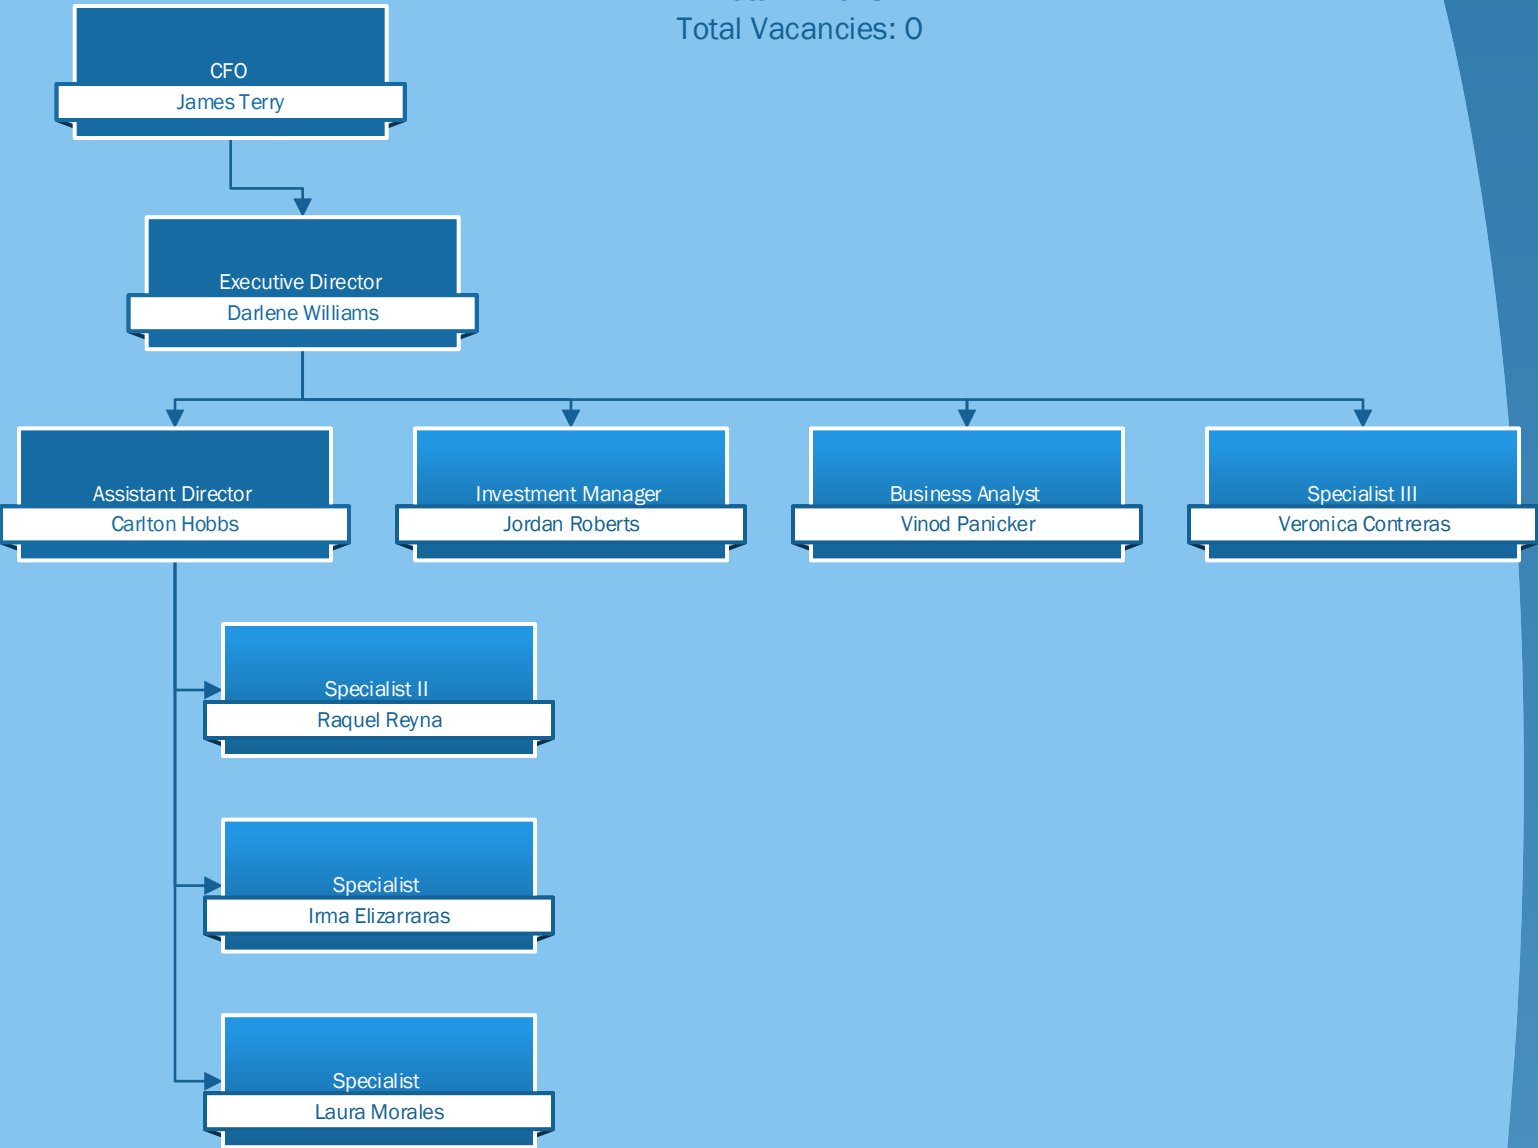 Total Vacancies: 0
CFO
James Terry
Executive Director
Darlene Williams
Assistant Director
Carlton Hobbs
Investment Manager
Jordan Roberts
Business Analyst
Vinod Panicker
Specialist III
Veronica Contreras
Specialist II
Raquel Reyna
Specialist
Irma Elizarraras
Specialist
Laura Morales